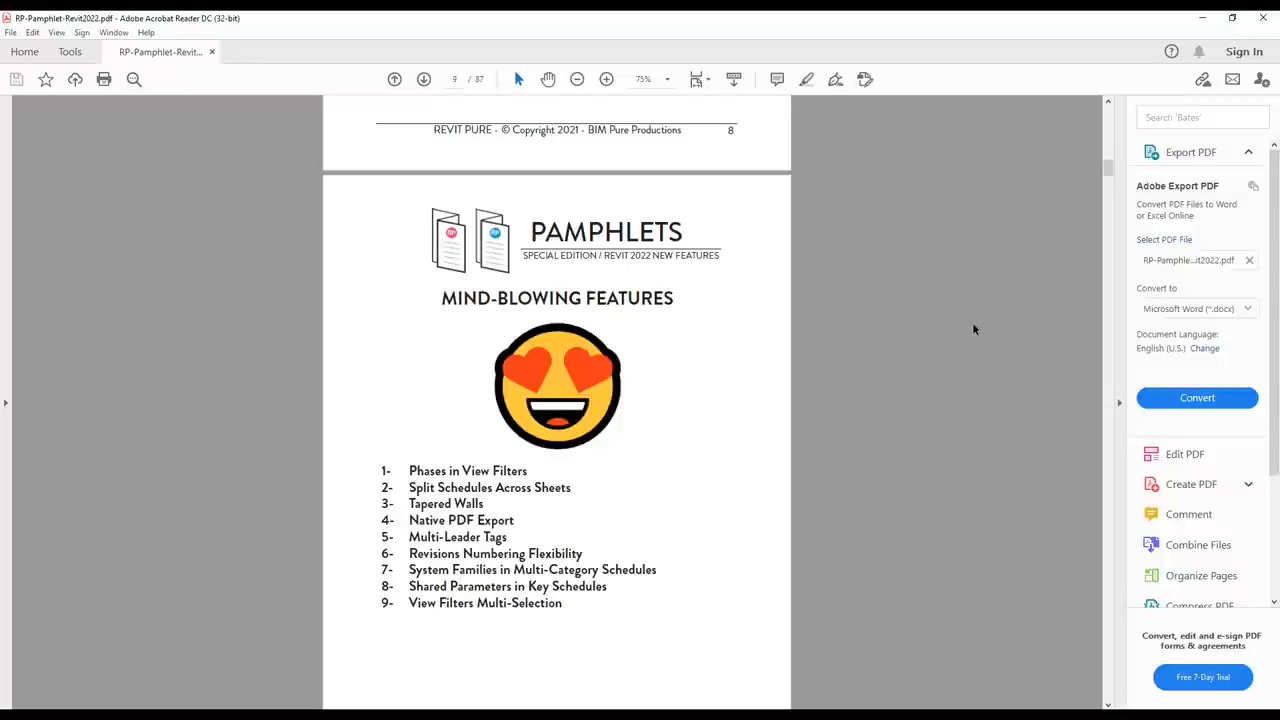 RP-Pamphlet-Revit2022.pdf - Adobe Acrobat Reader DC (32-bit)
File Edit View Sign Window Help
Home Tools RP-Pamphlet-Revit... ×
Sign In
9 / 87 75%
REVIT PURE - © Copyright 2021 - BIM Pure Productions 8
RP RP
PAMPHLETS
SPECIAL EDITION / REVIT 2022 NEW FEATURES
MIND-BLOWING FEATURES
1- Phases in View Filters
2- Split Schedules Across Sheets
3- Tapered Walls
4- Native PDF Export
5- Multi-Leader Tags
6- Revisions Numbering Flexibility
7- System Families in Multi-Category Schedules
8- Shared Parameters in Key Schedules
9- View Filters Multi-Selection
Search 'Bates'
Export PDF
Adobe Export PDF
Convert PDF Files to Word
or Excel Online
Select PDF File
RP-Pamphle...it2022.pdf
Convert to
Microsoft Word (*.docx)
Document Language:
English (U.S.) Change
Convert
Edit PDF
Create PDF
Comment
Combine Files
Organize Pages
Compress PDF
Convert, edit and e-sign PDF
forms & agreements
Free 7-Day Trial